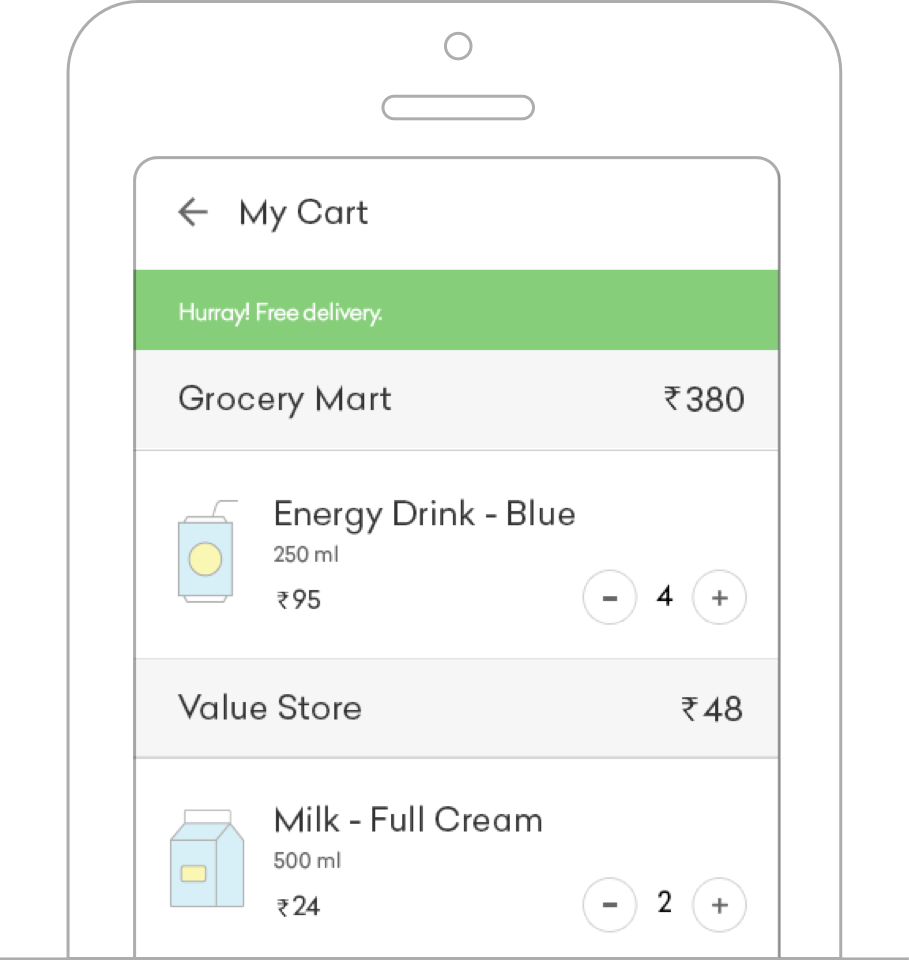 My Cart
Hurray! Free delivery.
Grocery Mart ₹380
Energy Drink - Blue
250 ml
₹95
- 4 +
Value Store ₹48
Milk - Full Cream
500 ml
₹24
- 2 +